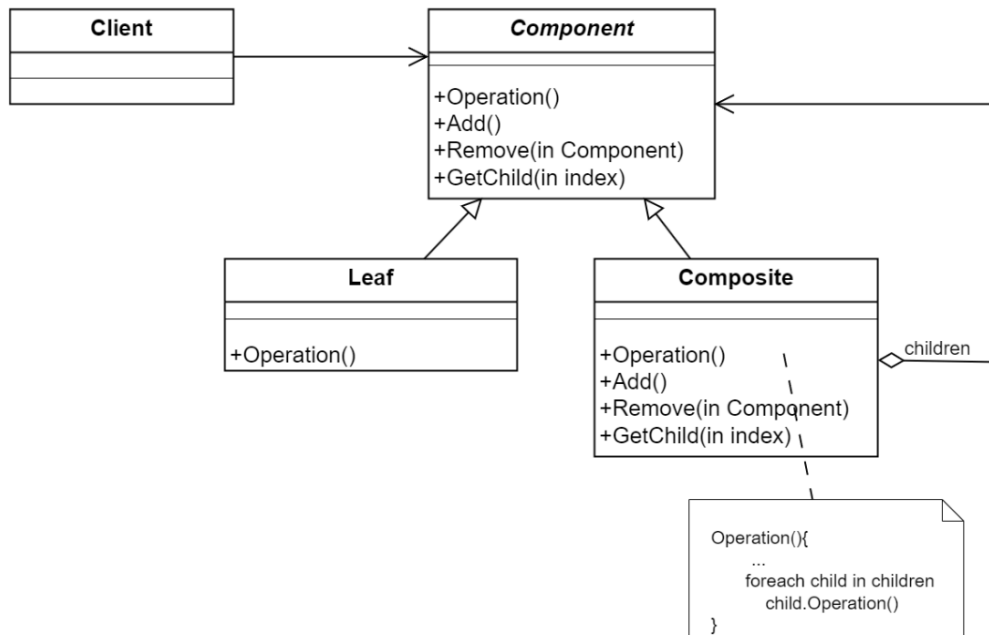 Client
Component
+Operation()
+Add()
+Remove(in Component)
+GetChild(in index)
Leaf
+Operation()
Composite
+Operation()
+Add()
+Remove(in Component)
+GetChild(in index)
children
Operation(){
...
foreach child in children
child.Operation()
}